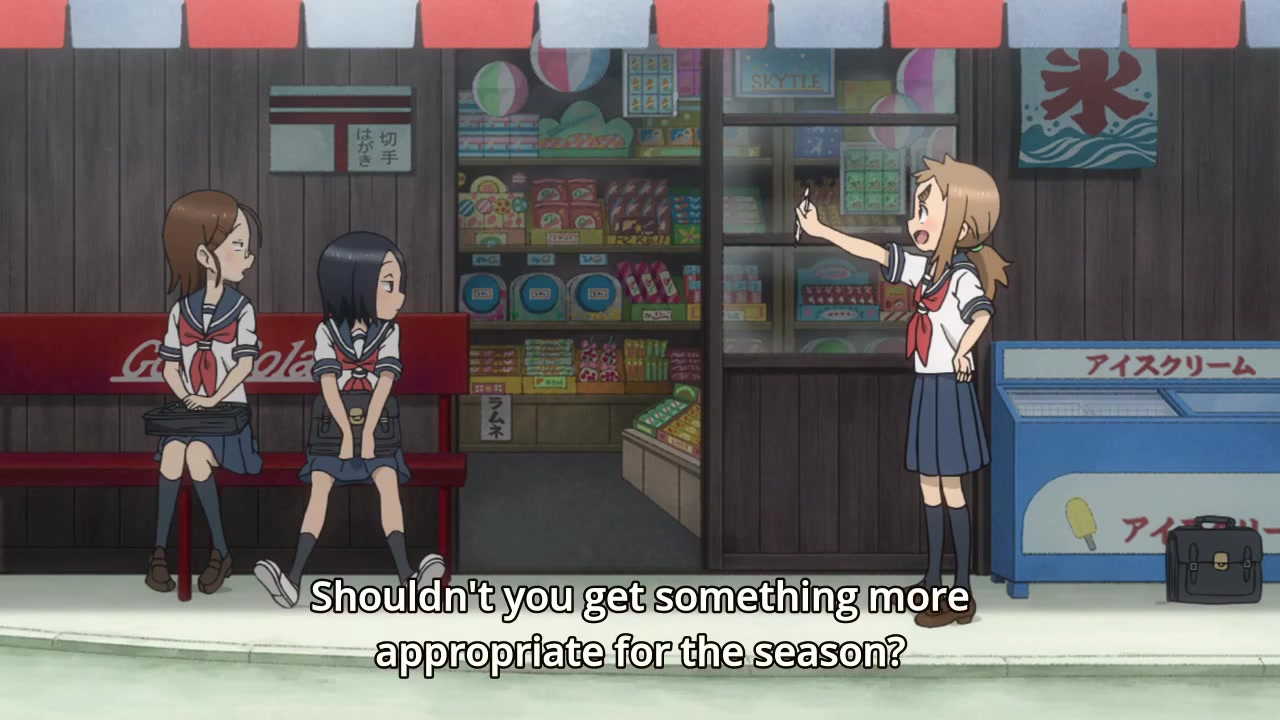 SKYTLE
氷
切手
はがき
アイスクリーム
ラムネ
Shouldn't you get something more
appropriate for the season?